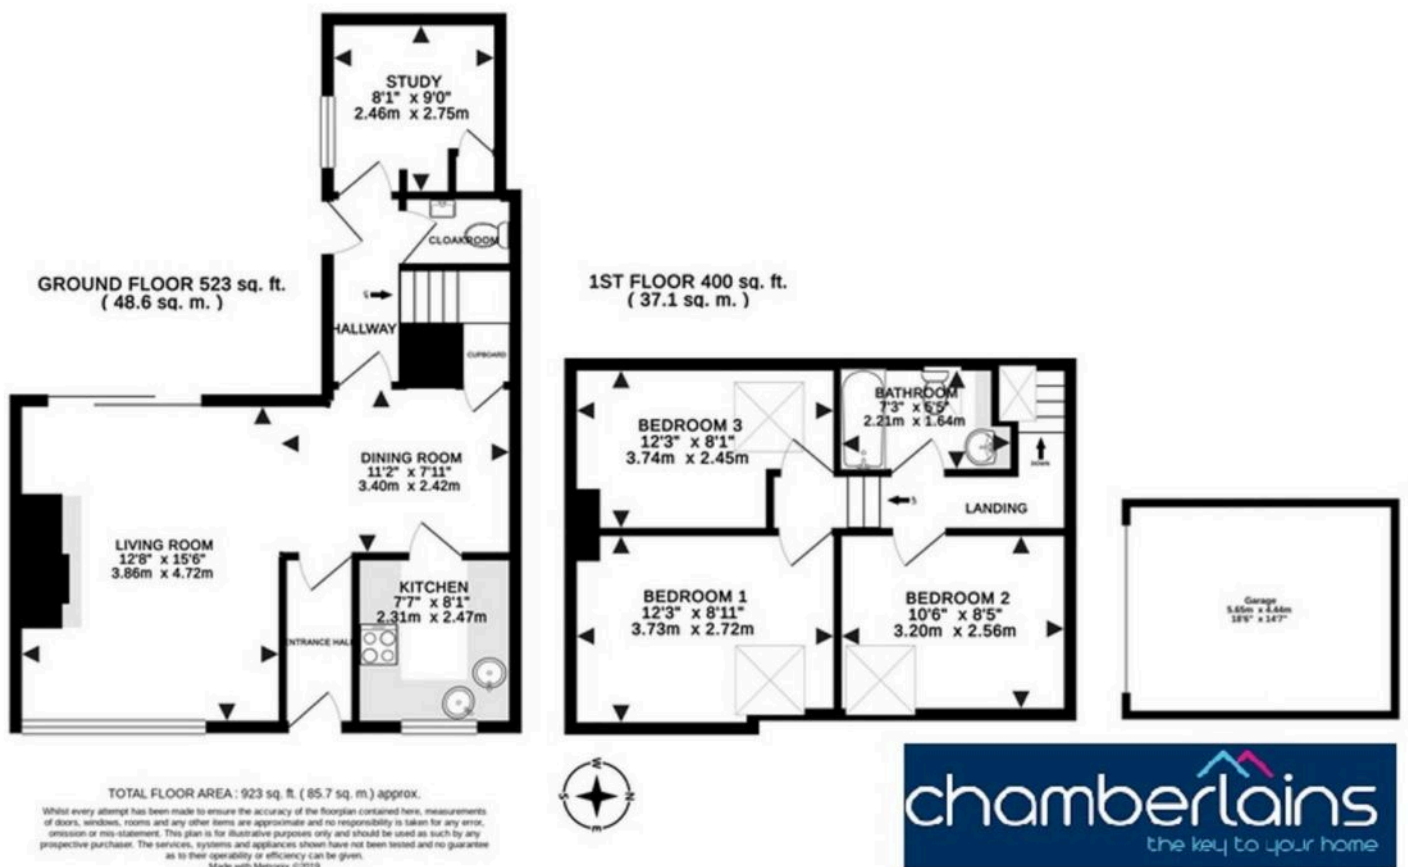 STUDY
8'1" x 9'0"
2.46m x 2.75m
CLOAKROOM
GROUND FLOOR 523 sq. ft.
( 48.6 sq. m. )
HALLWAY
CUPBOARD
DINING ROOM
11'2" x 7'11"
3.40m x 2.42m
LIVING ROOM
12'8" x 15'6"
3.86m x 4.72m
KITCHEN
7'7" x 8'1"
2.31m x 2.47m
ENTRANCE HALL
1ST FLOOR 400 sq. ft.
( 37.1 sq. m. )
BEDROOM 3
12'3" x 8'1"
3.74m x 2.45m
BATHROOM
7'3" x 5'5"
2.21m x 1.64m
DOWN
LANDING
BEDROOM 1
12'3" x 8'11"
3.73m x 2.72m
BEDROOM 2
10'6" x 8'5"
3.20m x 2.56m
Garage
5.65m x 4.44m
18'6" x 14'7"
TOTAL FLOOR AREA : 923 sq. ft. ( 85.7 sq. m.) approx.
Whilst every attempt has been made to ensure the accuracy of the floorplan contained here, measurements
of doors, windows, rooms and any other items are approximate and no responsibility is taken for any error,
omission or mis-statement. This plan is for illustrative purposes only and should be used as such by any
prospective purchaser. The services, systems and appliances shown have not been tested and no guarantee
as to their operability or efficiency can be given.
Made with Metropix ©2019
W
S
N
E
chamberlains
the key to your home